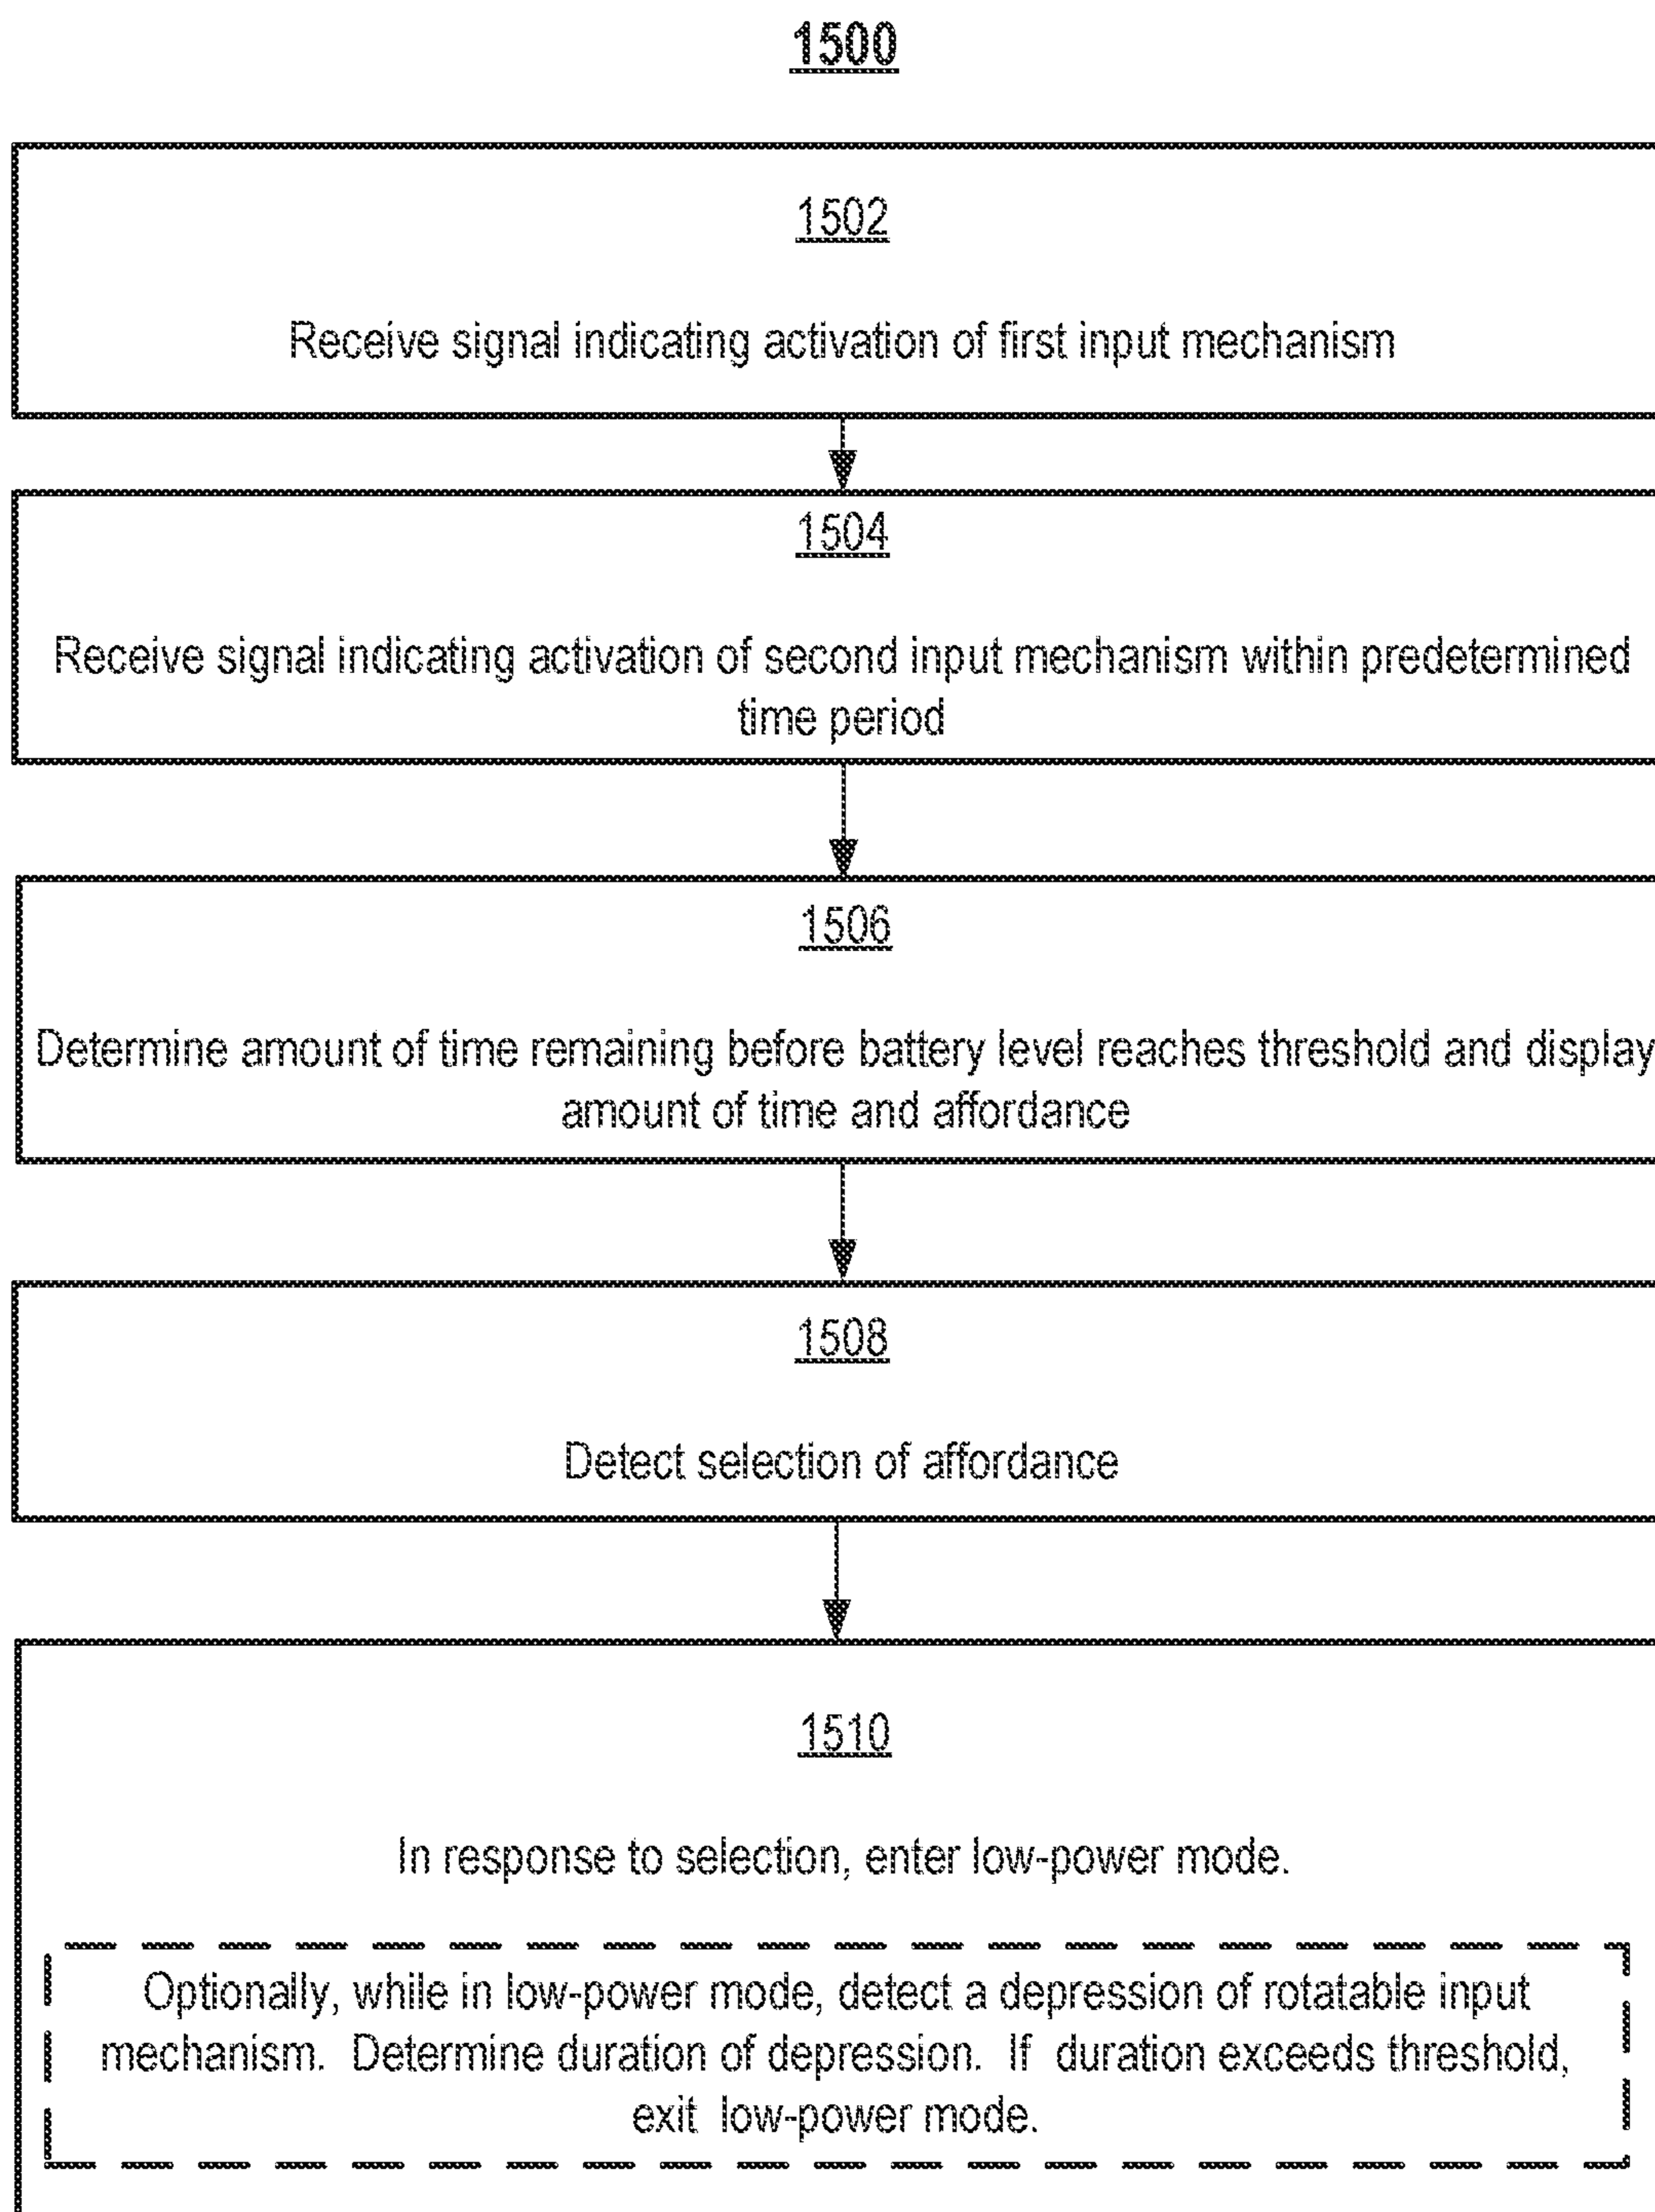 1500
1502
Receive signal indicating activation of first input mechanism
1504
Receive signal indicating activation of second input mechanism within predetermined
time period
1506
Determine amount of time remaining before battery level reaches threshold and display
amount of time and affordance
1508
Detect selection of affordance
1510
In response to selection, enter low-power mode.
Optionally, while in low-power mode, detect a depression of rotatable input
mechanism.  Determine duration of depression.  If  duration exceeds threshold,
exit  low-power mode.